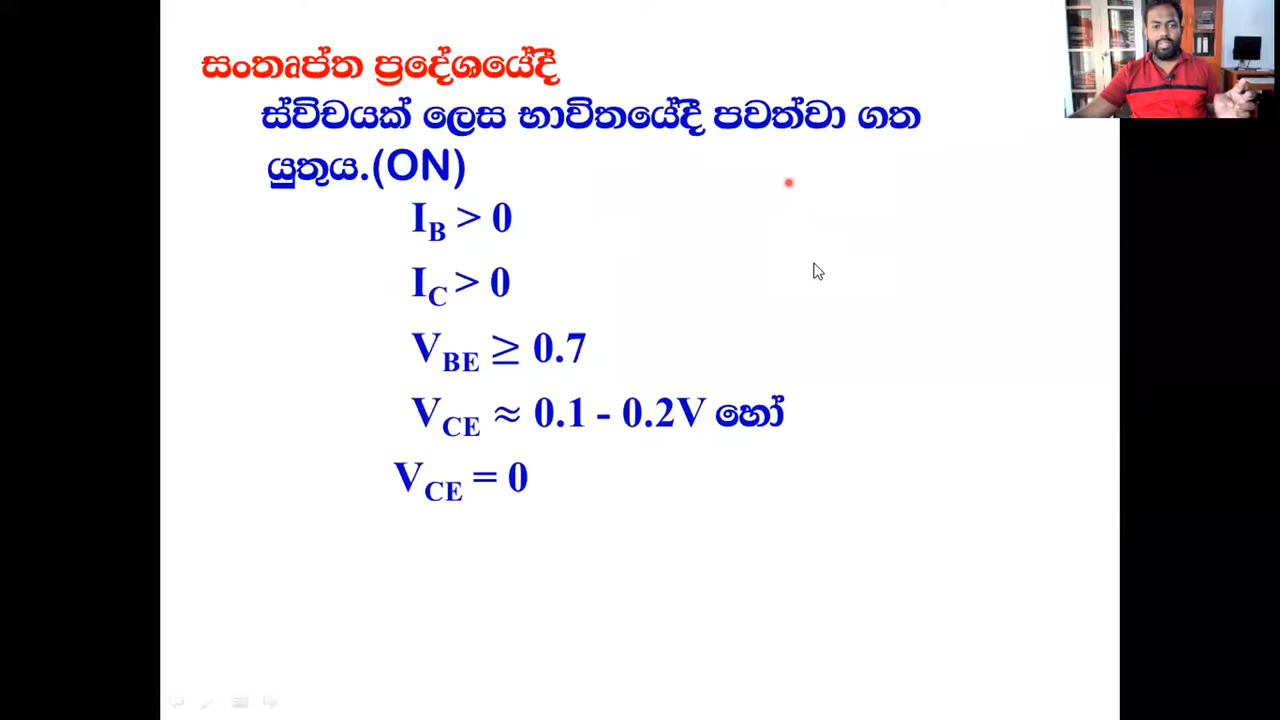 සංතෘප්ත ප්‍රදේශයේදී
ස්විචයක් ලෙස භාවිතයේදී පවත්වා ගත
යුතුය.(ON)
I_B > 0
I_C > 0
V_BE ≥ 0.7
V_CE ≈ 0.1 - 0.2V හෝ
V_CE = 0